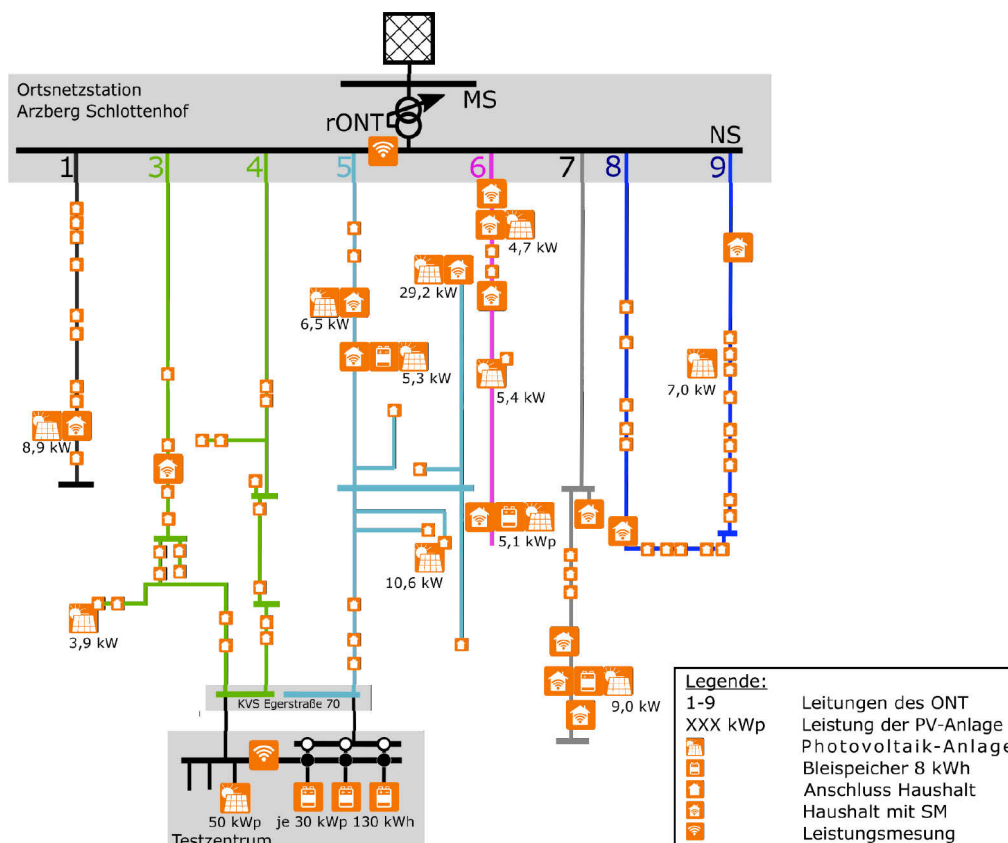 Ortsnetzstation
Arzberg Schlottenhof
MS
rONT
NS
1 3 4 5 6 7 8 9
4,7 kW
29,2 kW
6,5 kW
5,3 kW
5,4 kW
7,0 kW
8,9 kW
5,1 kWp
10,6 kW
3,9 kW
9,0 kW
KVS Egerstraße 70
50 kWp
je 30 kWp 130 kWh
Testzentrum
Legende:
1-9 Leitungen des ONT
XXX kWp Leistung der PV-Anlage
Photovoltaik-Anlage
Bleispeicher 8 kWh
Anschluss Haushalt
Haushalt mit SM
Leistungsmesung